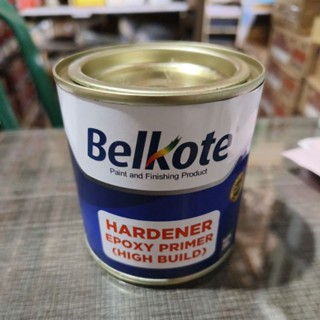 Belkote
Paint and Finishing Product
HARDENER
EPOXY PRIMER
(HIGH BUILD)